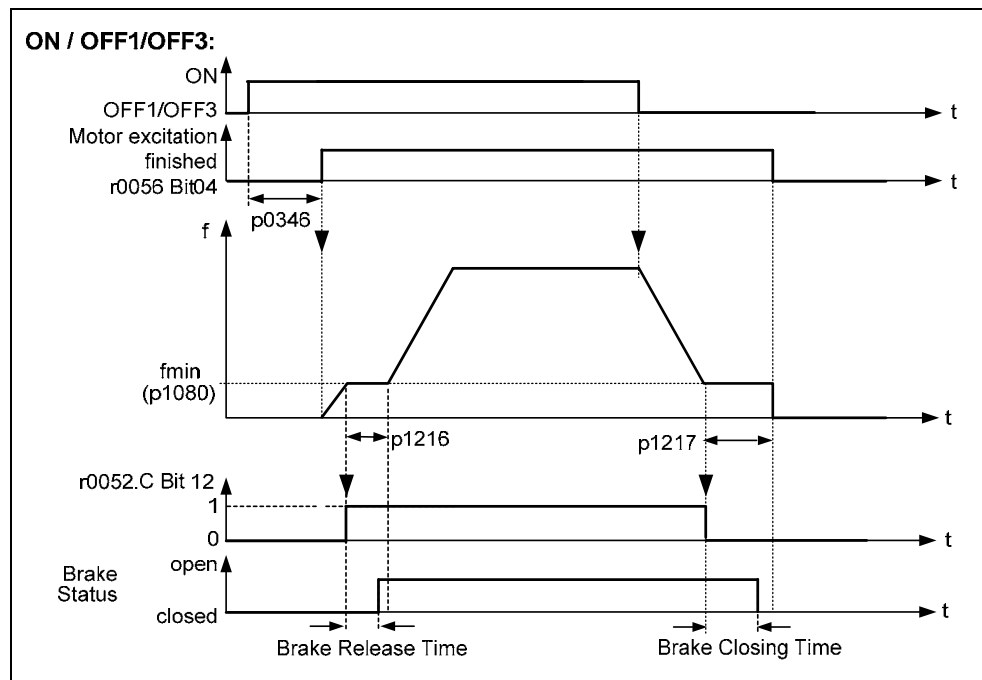 ON / OFF1/OFF3:
ON
OFF1/OFF3
t
Motor excitation
finished
r0056 Bit04
t
p0346
f
fmin
(p1080)
t
p1216
p1217
r0052.C Bit 12
1
0
t
Brake
Status
open
closed
t
Brake Release Time
Brake Closing Time